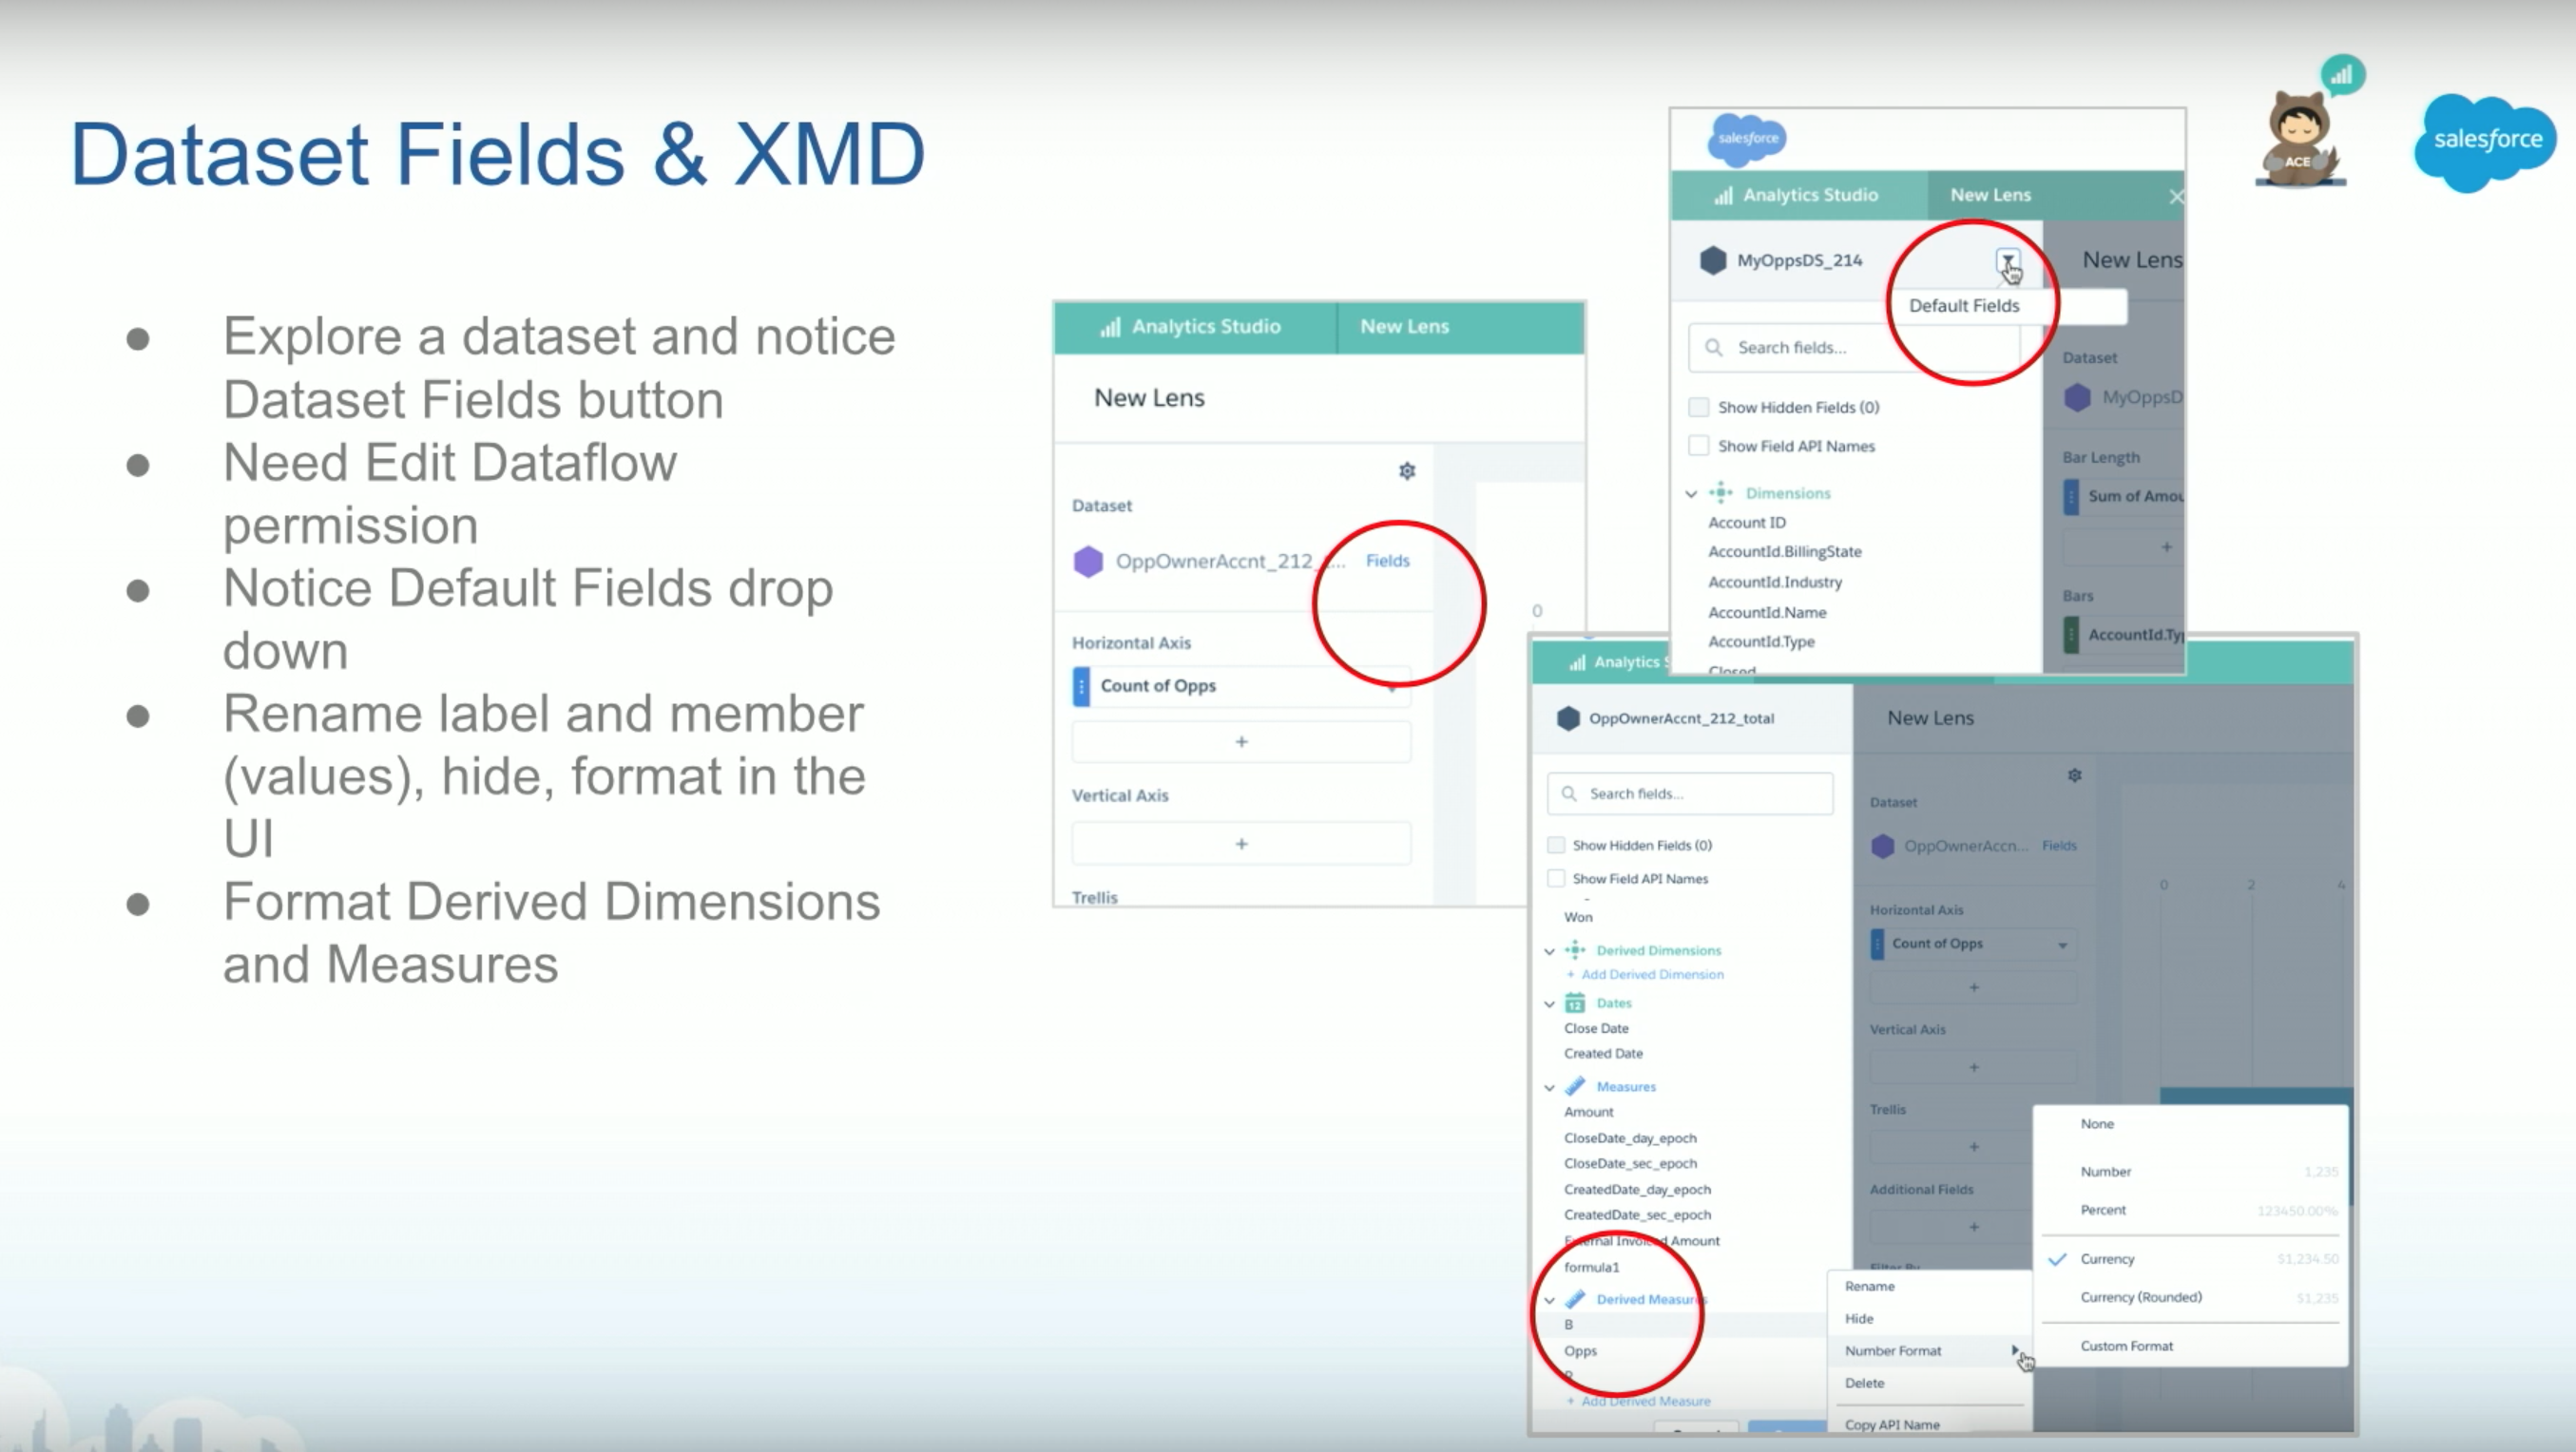 Dataset Fields & XMD
● Explore a dataset and notice
Dataset Fields button
● Need Edit Dataflow
permission
● Notice Default Fields drop
down
● Rename label and member
(values), hide, format in the
UI
● Format Derived Dimensions
and Measures
Analytics Studio
New Lens
New Lens
Dataset
OppOwnerAccnt_212_... Fields
Horizontal Axis
Count of Opps
+
Vertical Axis
+
Trellis
0
salesforce
Analytics Studio
New Lens
MyOppsDS_214
Default Fields
Search fields...
Show Hidden Fields (0)
Show Field API Names
Dimensions
Account ID
AccountId.BillingState
AccountId.Industry
AccountId.Name
AccountId.Type
Closed
New Lens
Dataset
MyOppsD
Bar Length
Sum of Amou
+
Bars
AccountId.Ty
ACE
salesforce
Analytics S
OppOwnerAccnt_212_total
Search fields...
Show Hidden Fields (0)
Show Field API Names
Won
Derived Dimensions
+ Add Derived Dimension
12 Dates
Close Date
Created Date
Measures
Amount
CloseDate_day_epoch
CloseDate_sec_epoch
CreatedDate_day_epoch
CreatedDate_sec_epoch
External Invoiced Amount
formula1
Derived Measures
B
Opps
+ Add Derived Measure
New Lens
Dataset
OppOwnerAccn... Fields
0 2 4
Horizontal Axis
Count of Opps
+
Vertical Axis
+
Trellis
+
Additional Fields
+
Filter By
Rename
Hide
Number Format
Delete
Copy API Name
None
Number 1,235
Percent 123450.00%
Currency $1,234.50
Currency (Rounded) $1,235
Custom Format